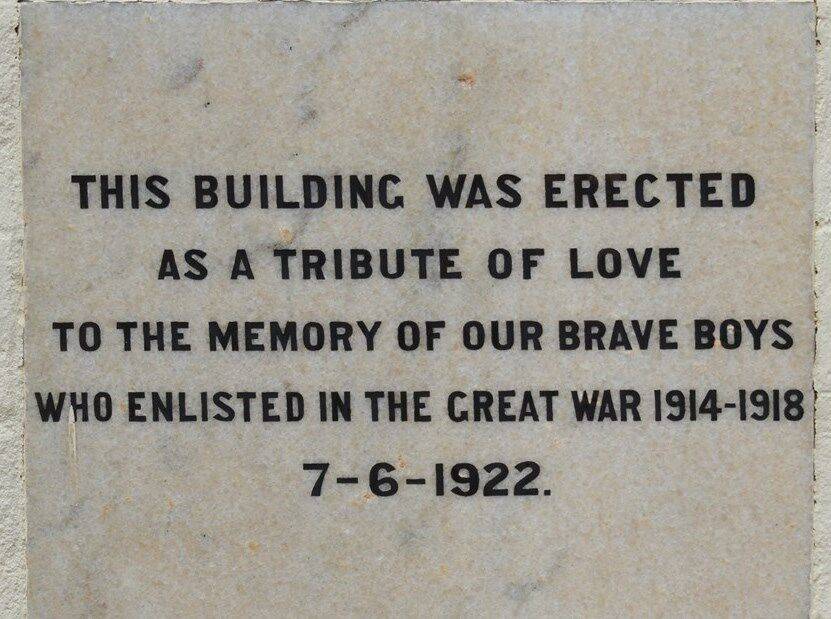 THIS BUILDING WAS ERECTED
AS A TRIBUTE OF LOVE
TO THE MEMORY OF OUR BRAVE BOYS
WHO ENLISTED IN THE GREAT WAR 1914-1918
7-6-1922.